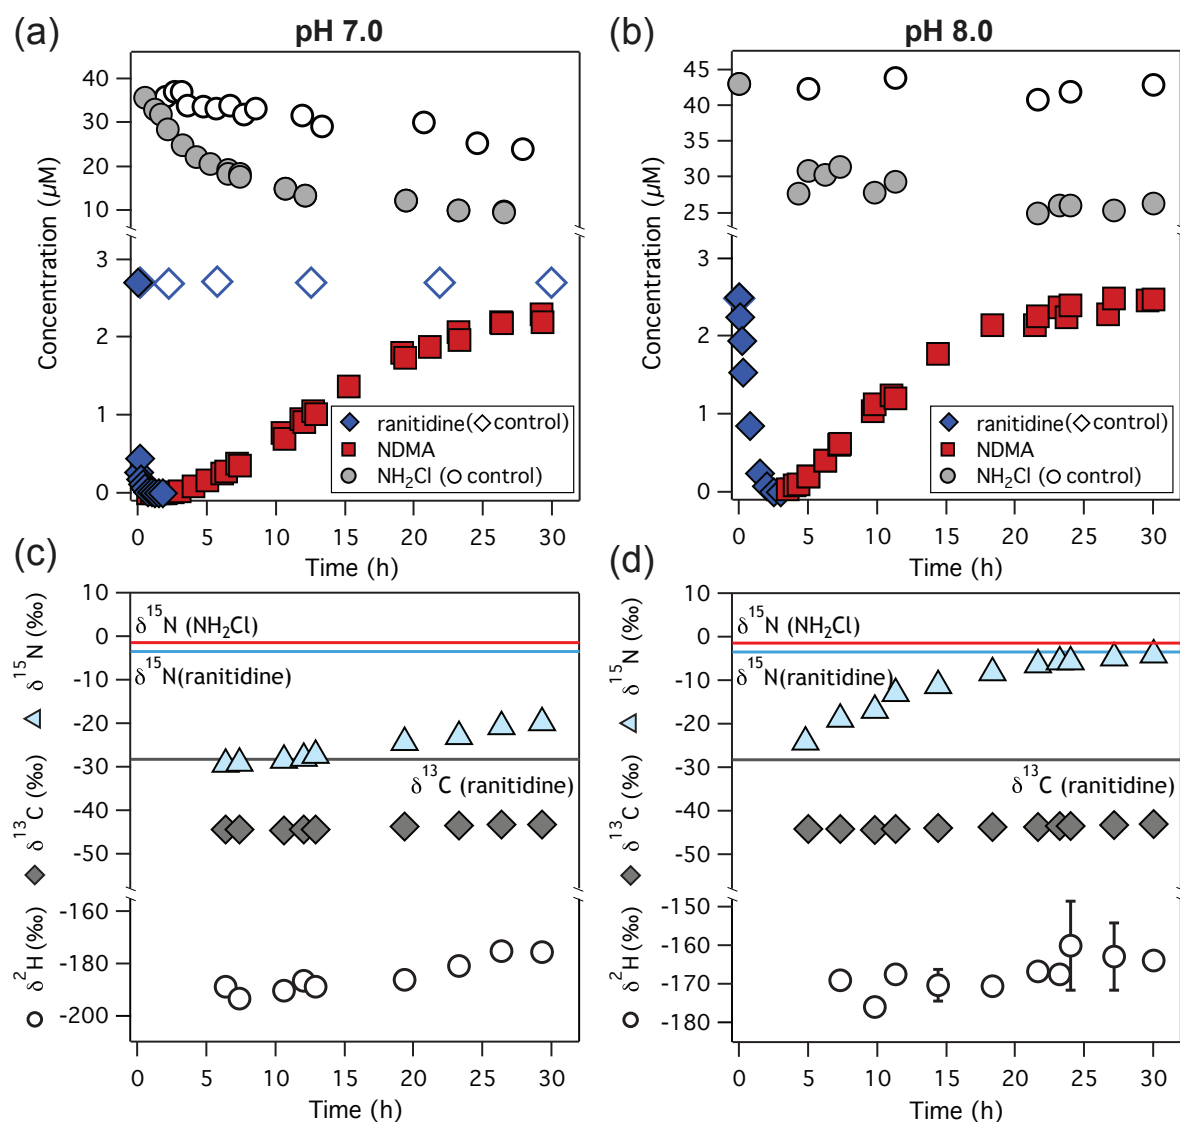 (a)
pH 7.0
(b)
pH 8.0
Concentration (µM)
40
30
20
10
3
2
1
0
ranitidine (◇ control)
NDMA
NH₂Cl (○ control)
0 5 10 15 20 25 30
Time (h)
Concentration (µM)
45
40
35
30
25
3
2
1
0
ranitidine (◇ control)
NDMA
NH₂Cl (○ control)
0 5 10 15 20 25 30
Time (h)
(c)
δ²H (‰) δ¹³C (‰) δ¹⁵N (‰)
10
0
-10
-20
-30
-40
-50
-160
-180
-200
δ¹⁵N (NH₂Cl)
δ¹⁵N(ranitidine)
δ¹³C (ranitidine)
0 5 10 15 20 25 30
Time (h)
(d)
δ²H (‰) δ¹³C (‰) δ¹⁵N (‰)
10
0
-10
-20
-30
-40
-50
-150
-160
-170
-180
δ¹⁵N (NH₂Cl)
δ¹⁵N(ranitidine)
δ¹³C (ranitidine)
0 5 10 15 20 25 30
Time (h)